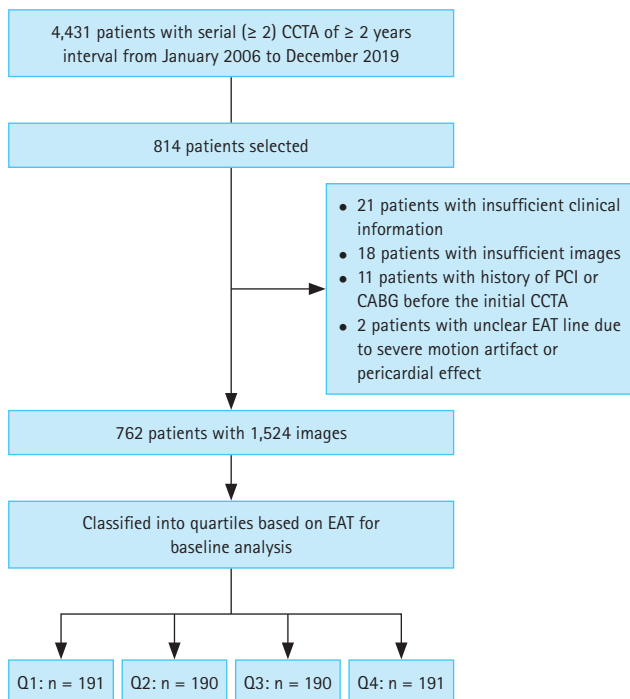 4,431 patients with serial (≥ 2) CCTA of ≥ 2 years
interval from January 2006 to December 2019
814 patients selected
• 21 patients with insufficient clinical
information
• 18 patients with insufficient images
• 11 patients with history of PCI or
CABG before the initial CCTA
• 2 patients with unclear EAT line due
to severe motion artifact or
pericardial effect
762 patients with 1,524 images
Classified into quartiles based on EAT for
baseline analysis
Q1: n = 191
Q2: n = 190
Q3: n = 190
Q4: n = 191